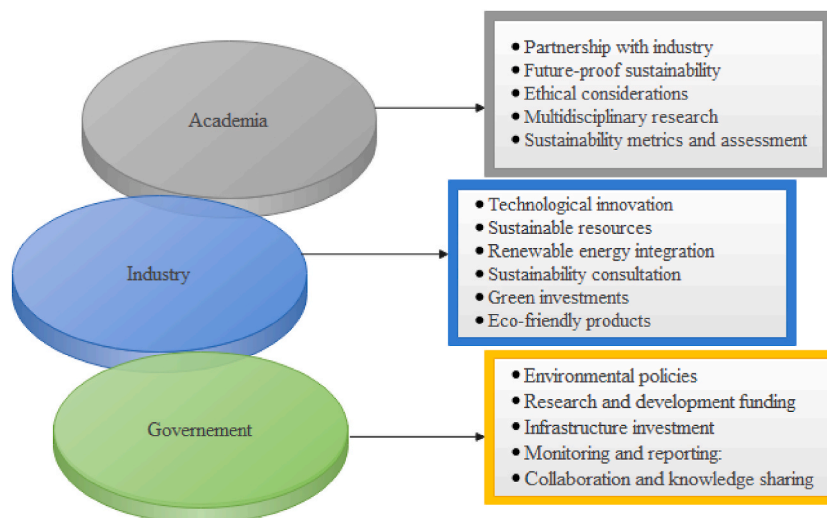 Academia
• Partnership with industry
• Future-proof sustainability
• Ethical considerations
• Multidisciplinary research
• Sustainability metrics and assessment
Industry
• Technological innovation
• Sustainable resources
• Renewable energy integration
• Sustainability consultation
• Green investments
• Eco-friendly products
Governement
• Environmental policies
• Research and development funding
• Infrastructure investment
• Monitoring and reporting:
• Collaboration and knowledge sharing